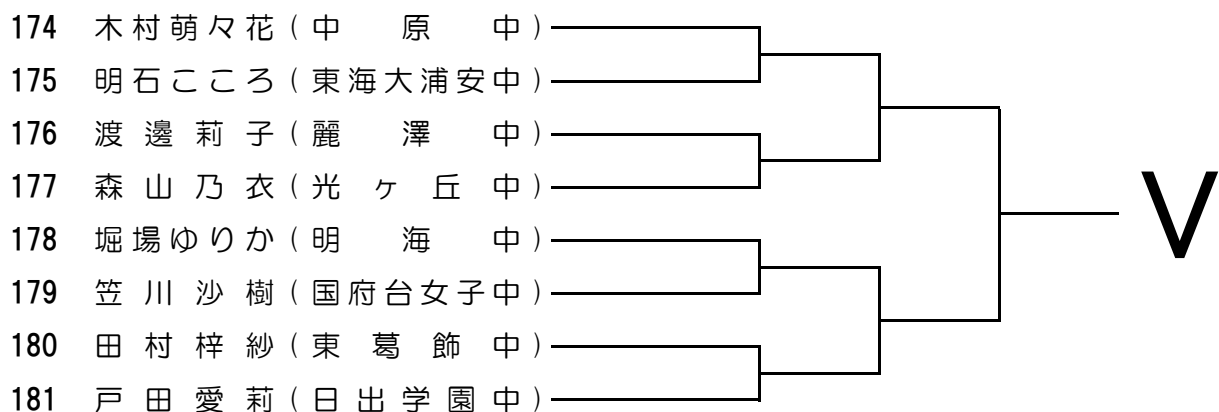 174 木村萌々花(中原中)
175 明石こころ(東海大浦安中)
176 渡邊莉子(麗澤中)
177 森山乃衣(光ヶ丘中)
178 堀場ゆりか(明海中)
179 笠川沙樹(国府台女子中)
180 田村梓紗(東葛飾中)
181 戸田愛莉(日出学園中)
V